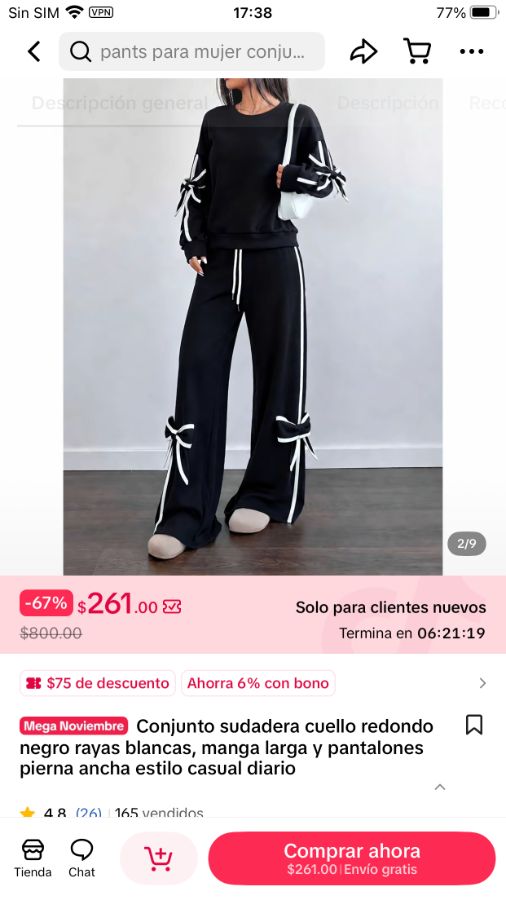 Sin SIM VPN 17:38 77%
pants para mujer conju...
Descripción general Descripción Reco
2/9
-67% $261.00 Solo para clientes nuevos
$800.00 Termina en 06:21:19
$75 de descuento Ahorra 6% con bono
Mega Noviembre Conjunto sudadera cuello redondo
negro rayas blancas, manga larga y pantalones
pierna ancha estilo casual diario
4.8 (26) 165 vendidos
Tienda Chat Comprar ahora
$261.00 | Envío gratis